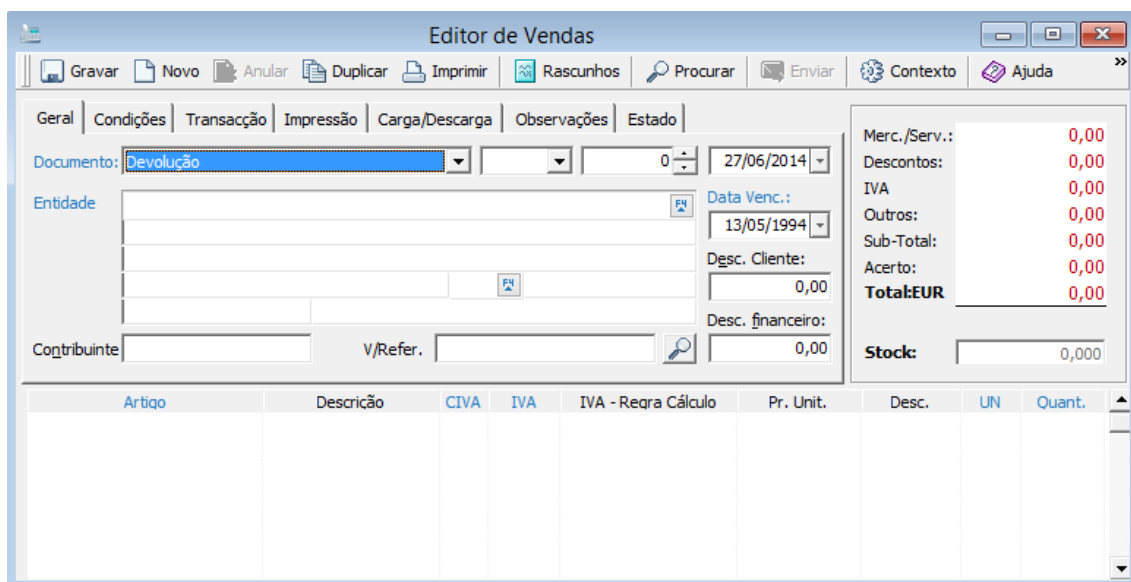 Editor de Vendas
Gravar Novo Anular Duplicar Imprimir Rascunhos Procurar Enviar Contexto Ajuda »
Geral Condições Transacção Impressão Carga/Descarga Observações Estado
Documento: Devolução 0 27/06/2014
Entidade F4
Data Venc.:
13/05/1994
Desc. Cliente:
F4 0,00
Desc. financeiro:
Contribuinte V/Refer. 0,00
Merc./Serv.: 0,00
Descontos: 0,00
IVA 0,00
Outros: 0,00
Sub-Total: 0,00
Acerto: 0,00
Total:EUR 0,00
Stock: 0,000
Artigo Descrição CIVA IVA IVA - Regra Cálculo Pr. Unit. Desc. UN Quant.